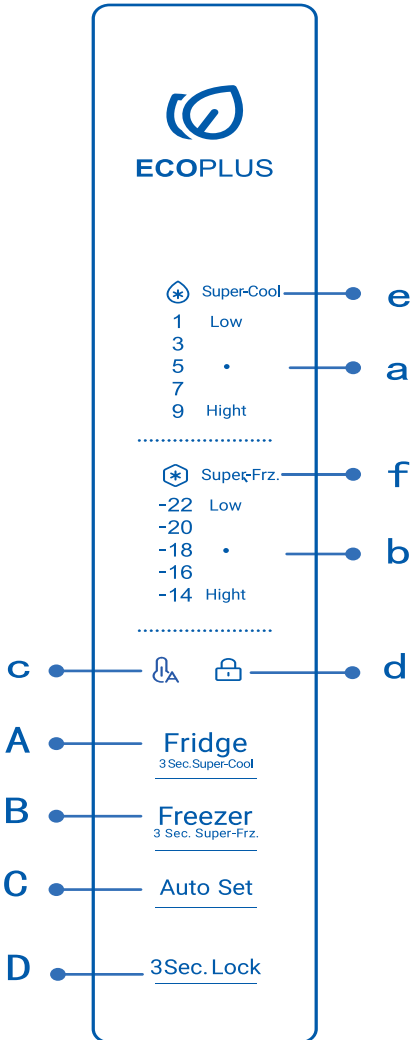 ECOPLUS
Super-Cool e
1 Low
3
5 a
7
9 Hight
Super-Frz. f
-22 Low
-20
-18 b
-16
-14 Hight
c A d
A Fridge
3 Sec.Super-Cool
B Freezer
3 Sec. Super-Frz.
C Auto Set
D 3Sec.Lock